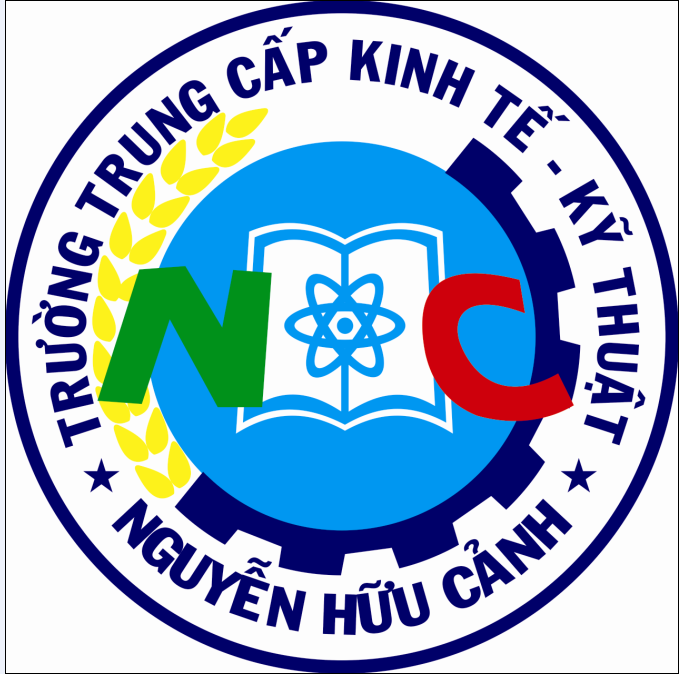 TRƯỜNG TRUNG CẤP KINH TẾ - KỸ THUẬT
N C
★ NGUYỄN HỮU CẢNH ★